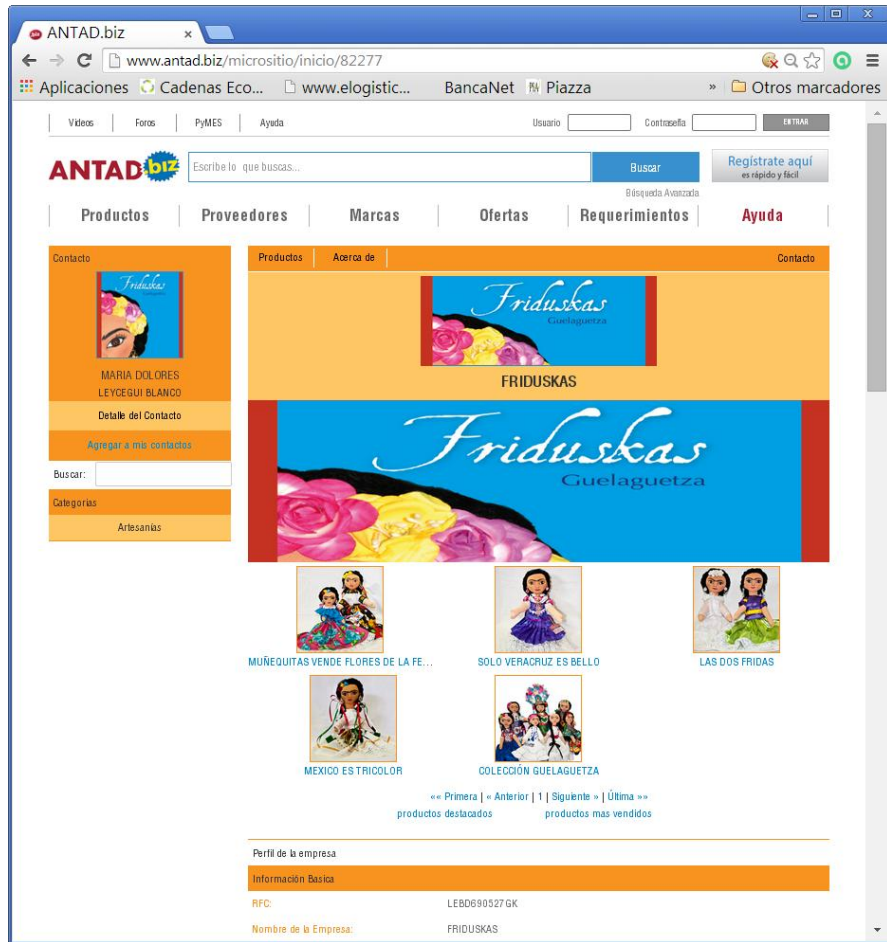 ANTAD.biz
www.antad.biz/micrositio/inicio/82277
Aplicaciones Cadenas Eco... www.elogistic... BancaNet Piazza » Otros marcadores
Videos Foros PyMES Ayuda Usuario Contraseña ENTRAR
ANTAD biz Escribe lo que buscas... Buscar Regístrate aquí
es rápido y fácil
Búsqueda Avanzada
Productos Proveedores Marcas Ofertas Requerimientos Ayuda
Contacto
Friduskas
MARIA DOLORES
LEYCEGUI BLANCO
Detalle del Contacto
Agregar a mis contactos
Buscar:
Categorias
Artesanías
Productos Acerca de Contacto
Friduskas
Guelaguetza
FRIDUSKAS
Friduskas
Guelaguetza
MUÑEQUITAS VENDE FLORES DE LA FE... SOLO VERACRUZ ES BELLO LAS DOS FRIDAS
MEXICO ES TRICOLOR COLECCIÓN GUELAGUETZA
«« Primera | « Anterior | 1 | Siguiente » | Última »»
productos destacados productos mas vendidos
Perfil de la empresa
Información Basica
RFC: LEBD690527GK
Nombre de la Empresa: FRIDUSKAS